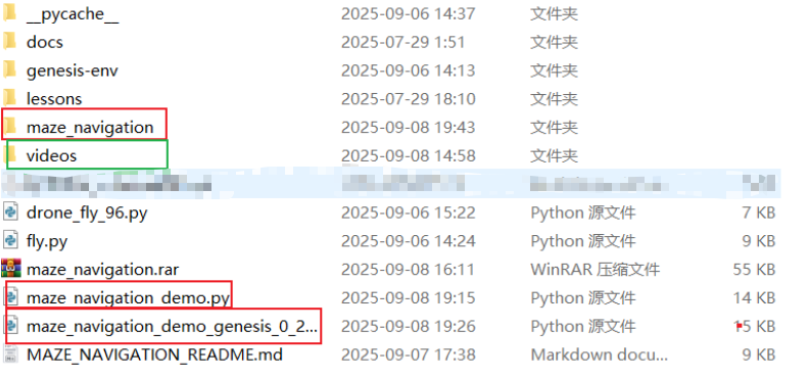 __pycache__ 2025-09-06 14:37 文件夹
docs 2025-07-29 1:51 文件夹
genesis-env 2025-09-06 14:13 文件夹
lessons 2025-07-29 18:10 文件夹
maze_navigation 2025-09-08 19:43 文件夹
videos 2025-09-08 14:58 文件夹
drone_fly_96.py 2025-09-06 15:22 Python 源文件 7 KB
fly.py 2025-09-06 14:24 Python 源文件 9 KB
maze_navigation.rar 2025-09-08 16:11 WinRAR 压缩文件 55 KB
maze_navigation_demo.py 2025-09-08 19:15 Python 源文件 14 KB
maze_navigation_demo_genesis_0_2... 2025-09-08 19:26 Python 源文件 15 KB
MAZE_NAVIGATION_README.md 2025-09-07 17:38 Markdown docu... 9 KB